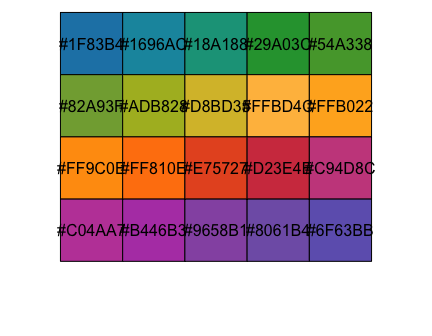 #1F83B4 #1696AC #18A188 #29A03C #54A338
#82A93F #ADB828 #D8BD35 #FFBD4C #FFB022
#FF9C0E #FF810E #E75727 #D23E4E #C94D8C
#C04AA7 #B446B3 #9658B1 #8061B4 #6F63BB